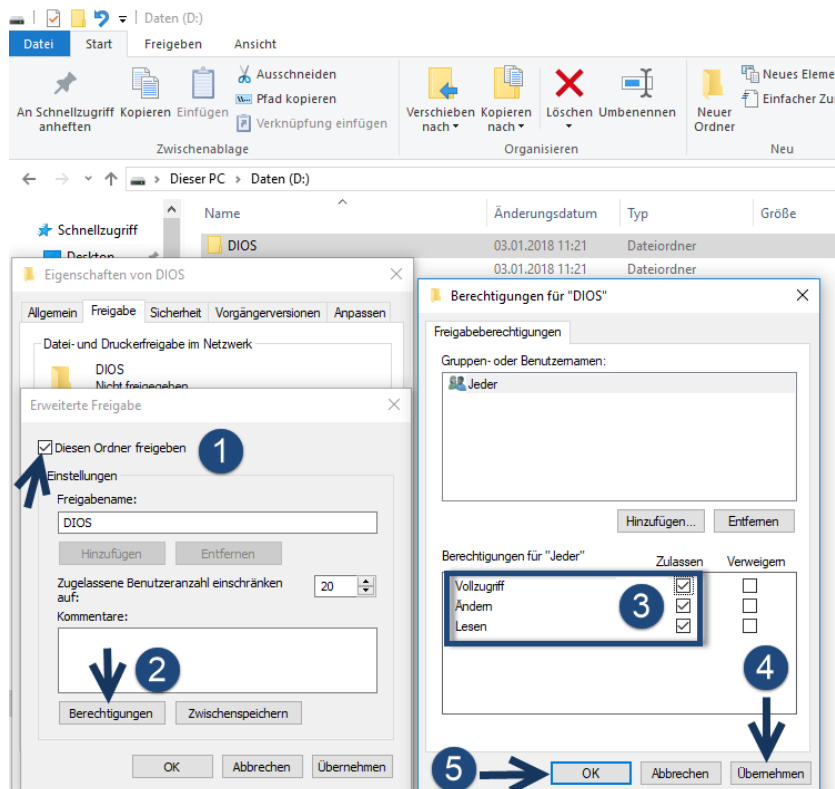 Daten (D:)
Datei Start Freigeben Ansicht
An Schnellzugriff anheften
Kopieren
Einfügen
Ausschneiden
Pfad kopieren
Verknüpfung einfügen
Verschieben nach
Kopieren nach
Löschen
Umbenennen
Neuer Ordner
Neues Eleme
Einfacher Zu
Zwischenablage
Organisieren
Neu
Dieser PC > Daten (D:)
Schnellzugriff
Desktop
Name Änderungsdatum Typ Größe
DIOS 03.01.2018 11:21 Dateiordner
03.01.2018 11:21 Dateiordner
Eigenschaften von DIOS
Allgemein Freigabe Sicherheit Vorgängerversionen Anpassen
Datei- und Druckerfreigabe im Netzwerk
DIOS
Nicht freigegeben
Erweiterte Freigabe
Diesen Ordner freigeben
1
Einstellungen
Freigabename:
DIOS
Hinzufügen Entfernen
Zugelassene Benutzeranzahl einschränken
auf:
20
Kommentare:
2
Berechtigungen Zwischenspeichern
OK Abbrechen Übernehmen
Berechtigungen für "DIOS"
Freigabeberechtigungen
Gruppen- oder Benutzernamen:
Jeder
Hinzufügen... Entfernen
Berechtigungen für "Jeder" Zulassen Verweigern
Vollzugriff
Ändern
Lesen
3
4
5
OK Abbrechen Übernehmen